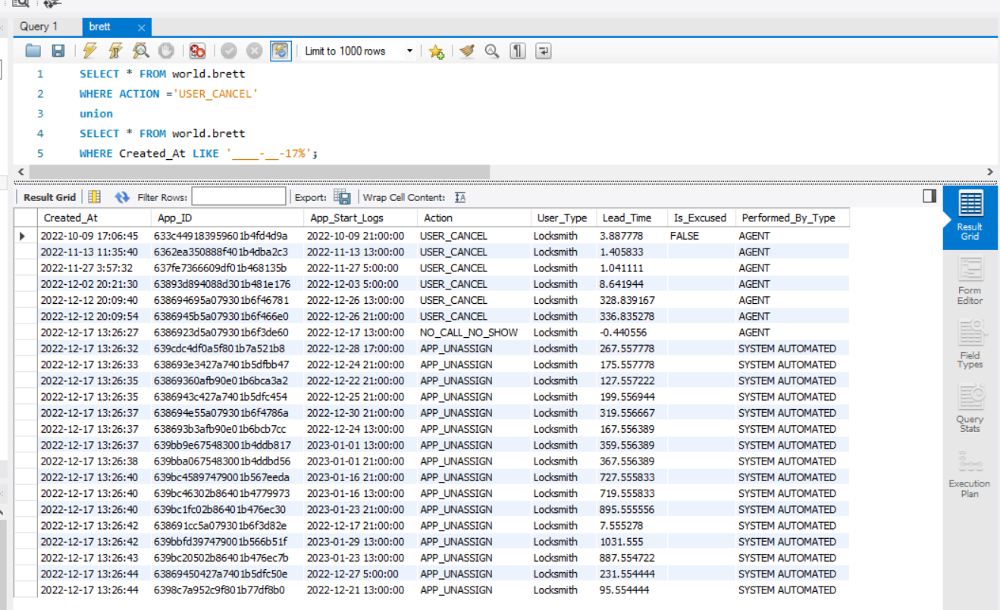 Query 1 brett ×
Limit to 1000 rows
1 SELECT * FROM world.brett
2 WHERE ACTION ='USER_CANCEL'
3 union
4 SELECT * FROM world.brett
5 WHERE Created_At LIKE '____-__-17%';
Result Grid Filter Rows: Export: Wrap Cell Content:
Created_At App_ID App_Start_Logs Action User_Type Lead_Time Is_Excused Performed_By_Type
2022-10-09 17:06:45 633c449183959601b4fd4d9a 2022-10-09 21:00:00 USER_CANCEL Locksmith 3.887778 FALSE AGENT
2022-11-13 11:35:40 6362ea350888f401b4dba2c3 2022-11-13 13:00:00 USER_CANCEL Locksmith 1.405833 AGENT
2022-11-27 3:57:32 637fe7366609df01b468135b 2022-11-27 5:00:00 USER_CANCEL Locksmith 1.041111 AGENT
2022-12-02 20:21:30 63893d894088d301b481e176 2022-12-03 5:00:00 USER_CANCEL Locksmith 8.641944 AGENT
2022-12-12 20:09:40 638694695a079301b6f46781 2022-12-26 13:00:00 USER_CANCEL Locksmith 328.839167 AGENT
2022-12-12 20:09:54 6386945b5a079301b6f466e0 2022-12-26 21:00:00 USER_CANCEL Locksmith 336.835278 AGENT
2022-12-17 13:26:27 6386923d5a079301b6f3de60 2022-12-17 13:00:00 NO_CALL_NO_SHOW Locksmith -0.440556 AGENT
2022-12-17 13:26:32 639cdc4df0a5f801b7a521b8 2022-12-28 17:00:00 APP_UNASSIGN Locksmith 267.557778 SYSTEM AUTOMATED
2022-12-17 13:26:33 638693e3427a7401b5dfbb47 2022-12-24 21:00:00 APP_UNASSIGN Locksmith 175.557778 SYSTEM AUTOMATED
2022-12-17 13:26:35 63869360afb90e01b6bca3a2 2022-12-22 21:00:00 APP_UNASSIGN Locksmith 127.557222 SYSTEM AUTOMATED
2022-12-17 13:26:35 6386943c427a7401b5dfc454 2022-12-25 21:00:00 APP_UNASSIGN Locksmith 199.556944 SYSTEM AUTOMATED
2022-12-17 13:26:37 638694e55a079301b6f4786a 2022-12-30 21:00:00 APP_UNASSIGN Locksmith 319.556667 SYSTEM AUTOMATED
2022-12-17 13:26:37 638693b3afb90e01b6bcb7cc 2022-12-24 13:00:00 APP_UNASSIGN Locksmith 167.556389 SYSTEM AUTOMATED
2022-12-17 13:26:37 639bb9e675483001b4ddb817 2023-01-01 13:00:00 APP_UNASSIGN Locksmith 359.556389 SYSTEM AUTOMATED
2022-12-17 13:26:38 639bba0675483001b4ddbd56 2023-01-01 21:00:00 APP_UNASSIGN Locksmith 367.556389 SYSTEM AUTOMATED
2022-12-17 13:26:40 639bc45897479001b567eeda 2023-01-16 21:00:00 APP_UNASSIGN Locksmith 727.555833 SYSTEM AUTOMATED
2022-12-17 13:26:40 639bc46302b86401b4779973 2023-01-16 13:00:00 APP_UNASSIGN Locksmith 719.555833 SYSTEM AUTOMATED
2022-12-17 13:26:40 639bc1fc02b86401b476ec30 2023-01-23 21:00:00 APP_UNASSIGN Locksmith 895.555556 SYSTEM AUTOMATED
2022-12-17 13:26:42 638691cc5a079301b6f3d82e 2022-12-17 21:00:00 APP_UNASSIGN Locksmith 7.555278 SYSTEM AUTOMATED
2022-12-17 13:26:42 639bbfd397479001b566b51f 2023-01-29 13:00:00 APP_UNASSIGN Locksmith 1031.555 SYSTEM AUTOMATED
2022-12-17 13:26:43 639bc20502b86401b476ec7b 2023-01-23 13:00:00 APP_UNASSIGN Locksmith 887.554722 SYSTEM AUTOMATED
2022-12-17 13:26:44 63869450427a7401b5dfc50e 2022-12-27 5:00:00 APP_UNASSIGN Locksmith 231.554444 SYSTEM AUTOMATED
2022-12-17 13:26:44 6398c7a952c9f801b77df8b0 2022-12-21 13:00:00 APP_UNASSIGN Locksmith 95.554444 SYSTEM AUTOMATED
Result
Grid
Form
Editor
Field
Types
Query
Stats
Execution
Plan